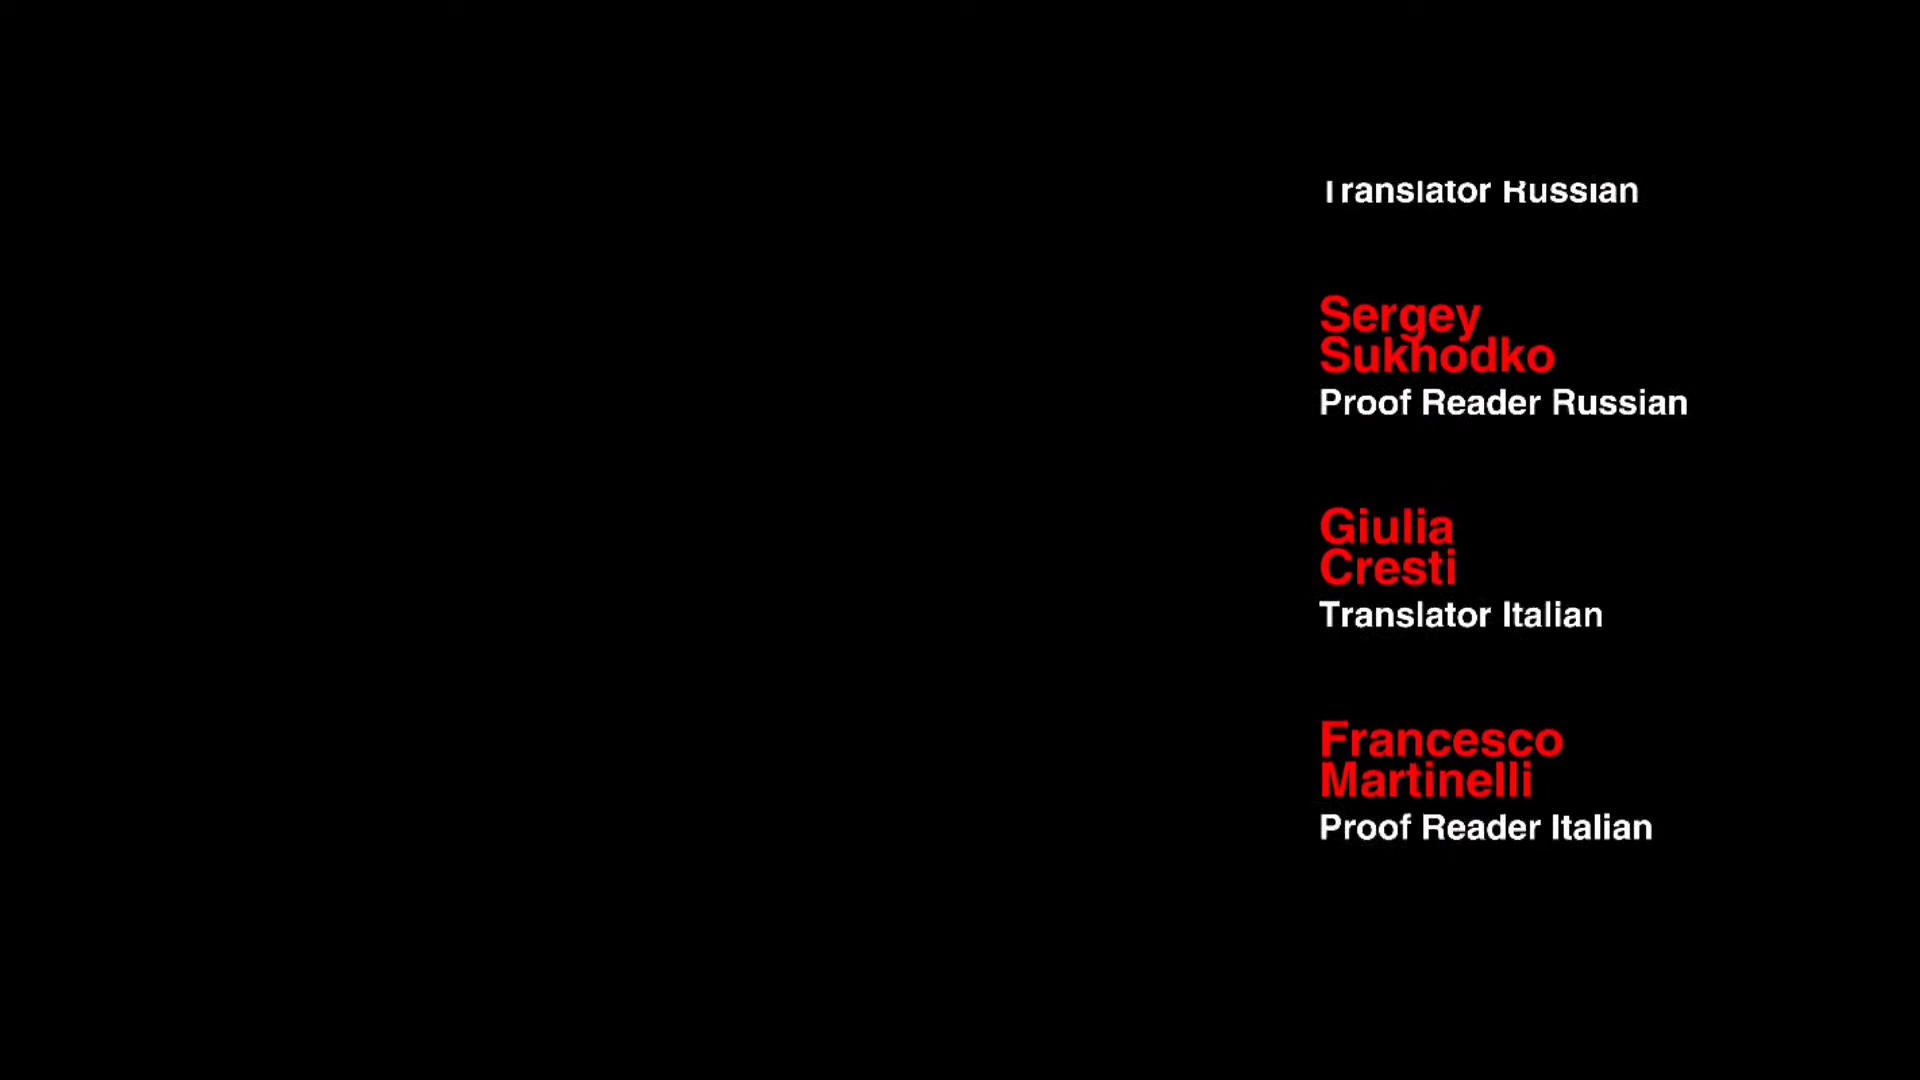 Translator Russian
Sergey
Sukhodko
Proof Reader Russian
Giulia
Cresti
Translator Italian
Francesco
Martinelli
Proof Reader Italian